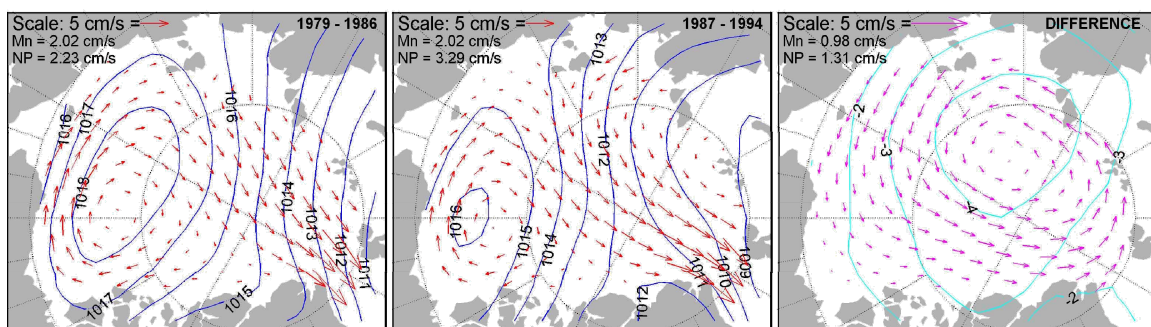 Scale: 5 cm/s =
1979 - 1986
Mn = 2.02 cm/s
NP = 2.23 cm/s
1016
1017
1016
1018
1014
1013
1012
1011
1017
1015
Scale: 5 cm/s =
1987 - 1994
Mn = 2.02 cm/s
NP = 3.29 cm/s
1013
1012
1016
1015
1014
1011
1010
1009
1012
Scale: 5 cm/s =
DIFFERENCE
Mn = 0.98 cm/s
NP = 1.31 cm/s
-2
-3
-3
-4
-2